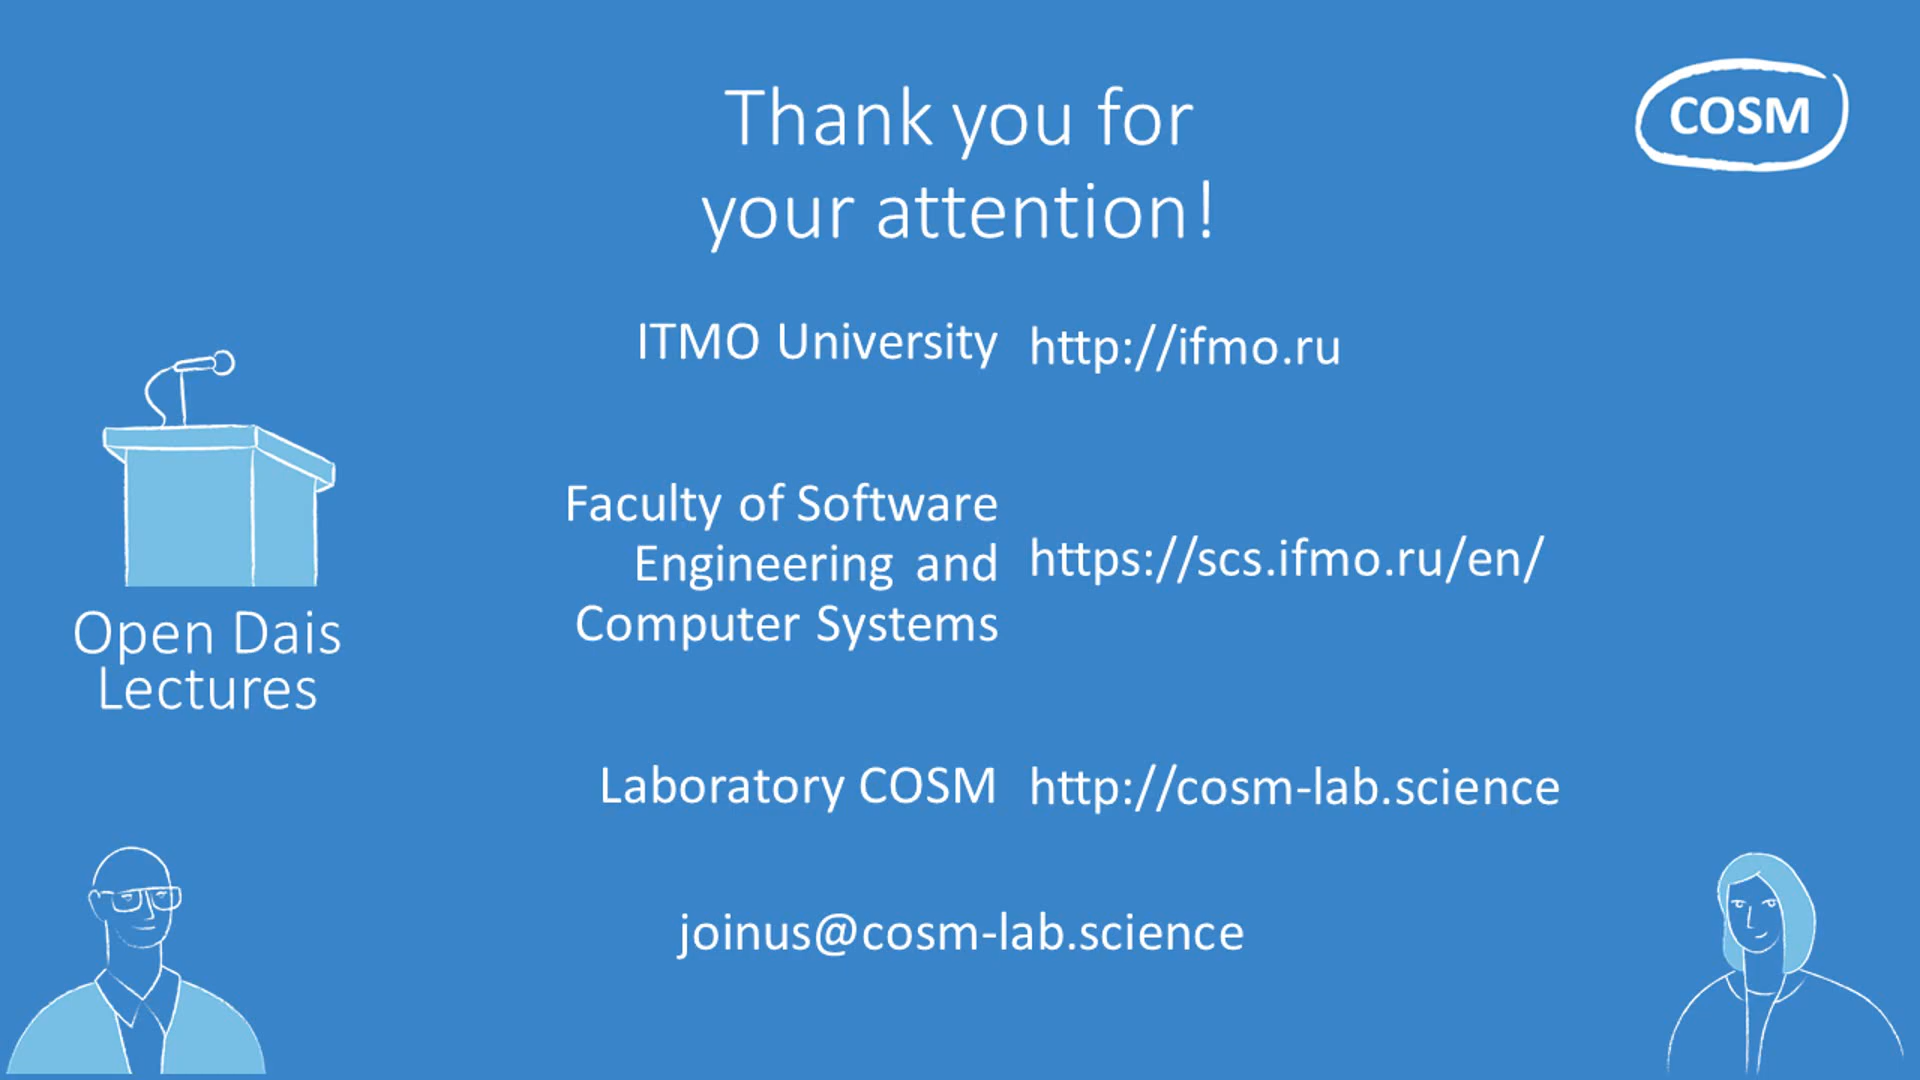 Thank you for
your attention!
COSM
ITMO University http://ifmo.ru
Faculty of Software
Engineering and
Computer Systems
https://scs.ifmo.ru/en/
Open Dais
Lectures
Laboratory COSM http://cosm-lab.science
joinus@cosm-lab.science